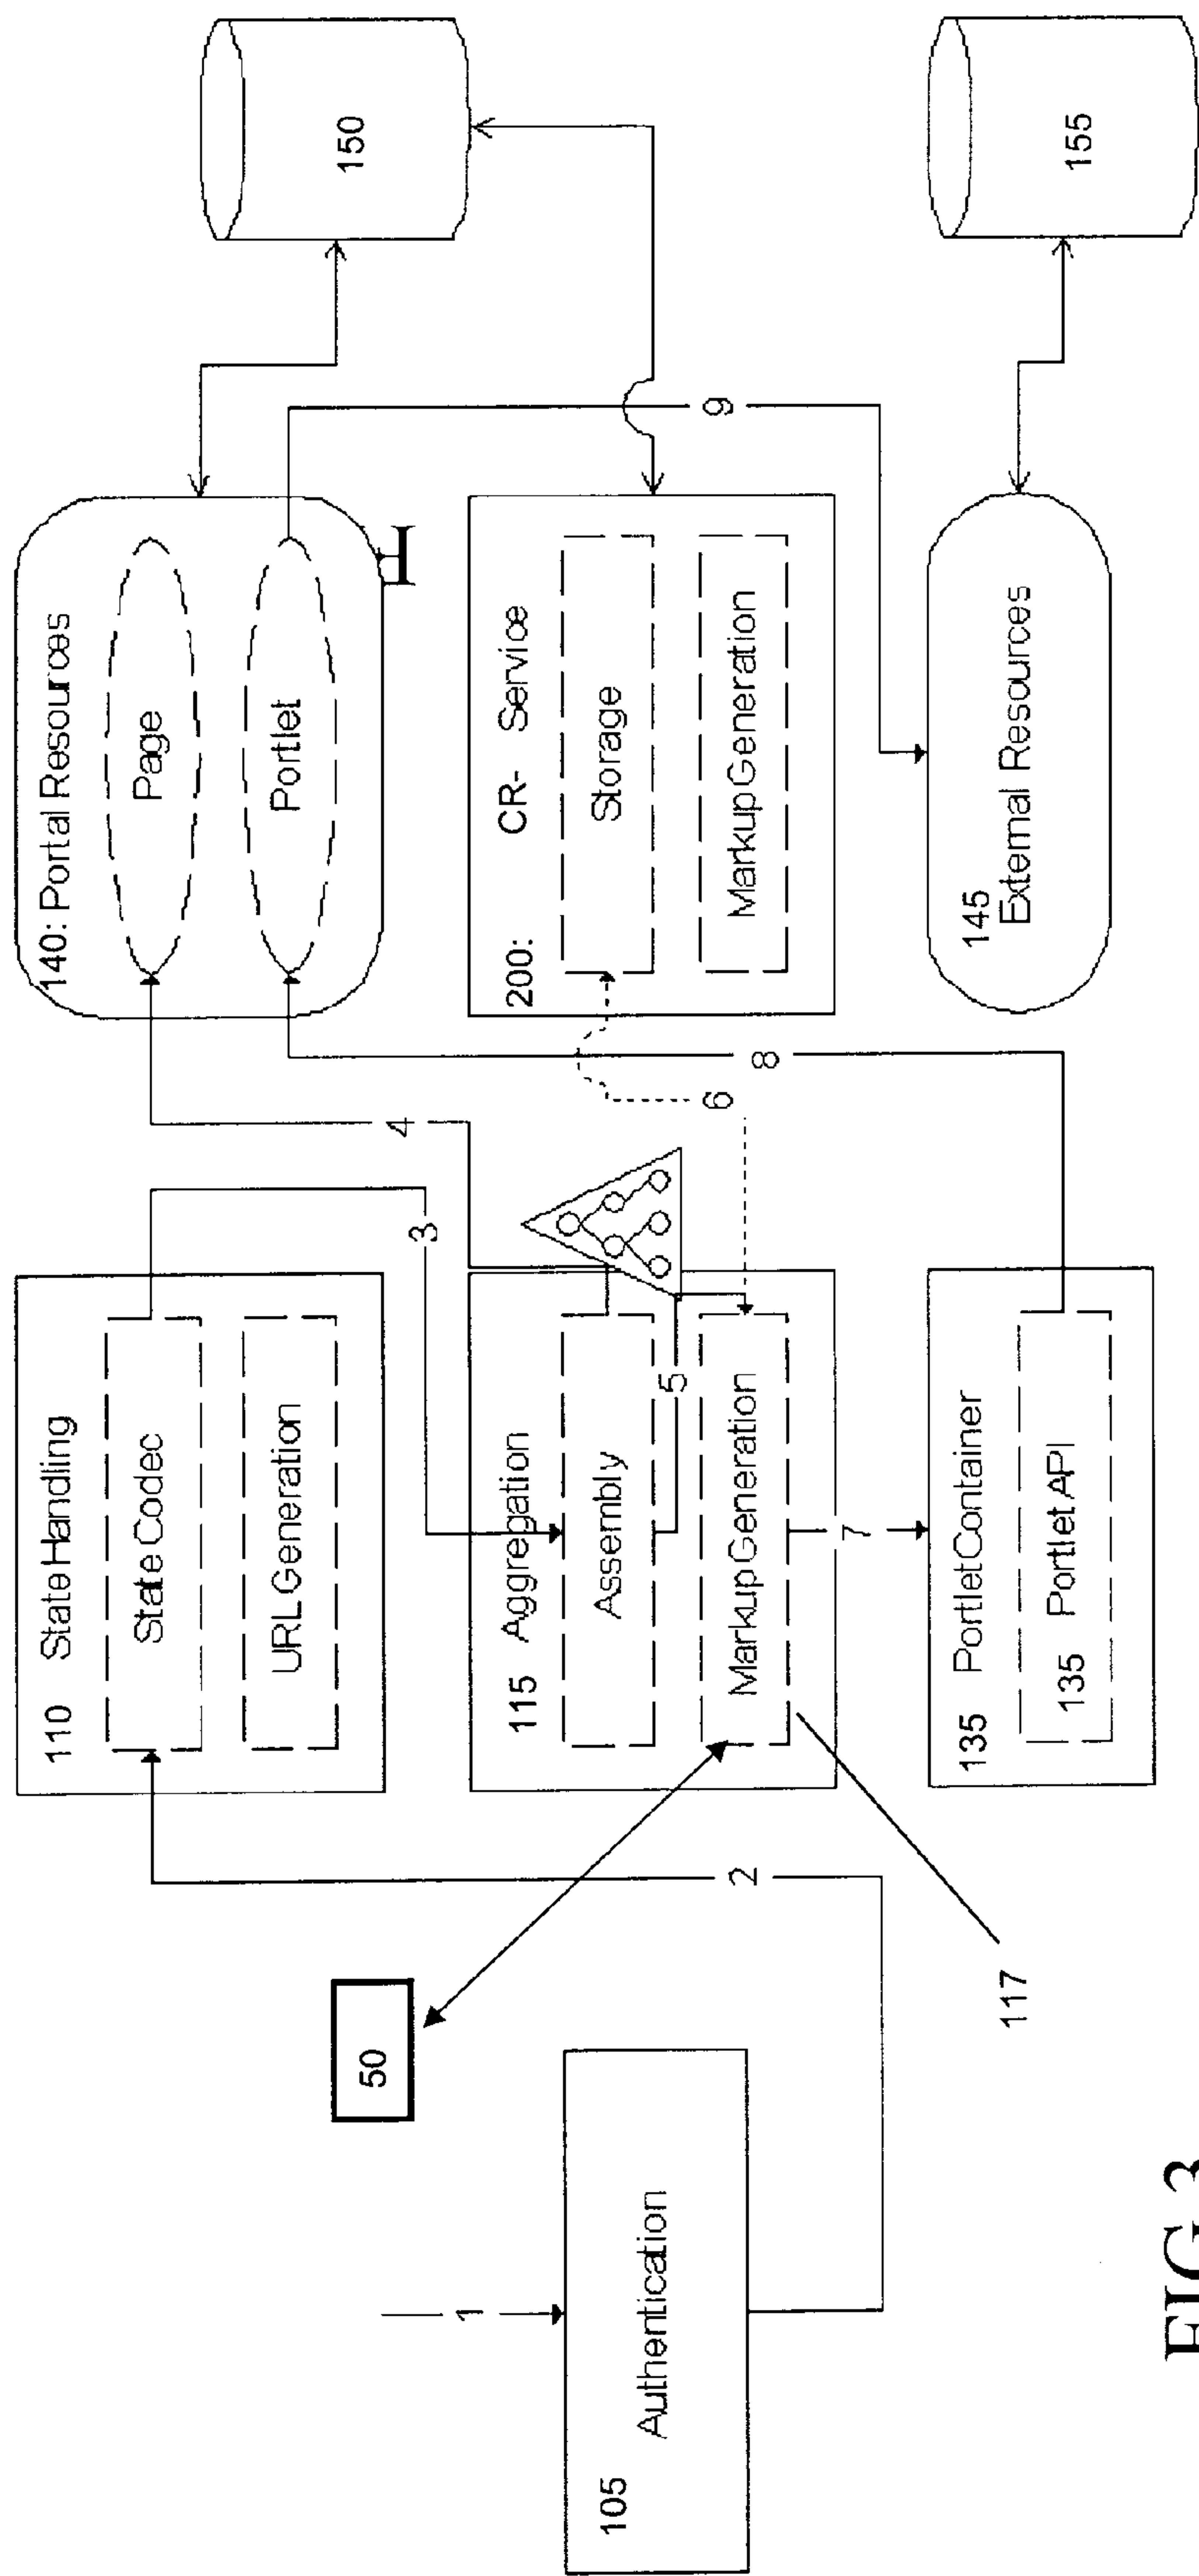 110 State Handling
State Codec
URL Generation
140: Portal Resources
Page
Portlet
150
50
1
105
Authentication
2
3
4
115 Aggregation
Assembly
5
Markup Generation
117
6
7
8
9
200: CR- Service
Storage
Markup Generation
135 Portlet Container
135 Portlet API
145
External Resources
155
FIG 3